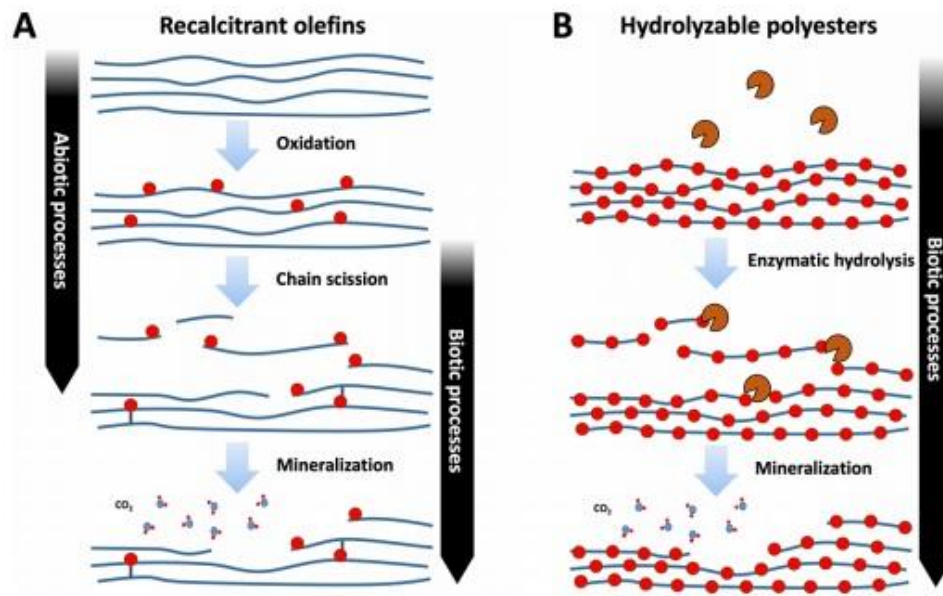 A
Recalcitrant olefins
Abiotic processes
Oxidation
Chain scission
Biotic processes
Mineralization
CO2
B
Hydrolyzable polyesters
Enzymatic hydrolysis
Biotic processes
Mineralization
CO2